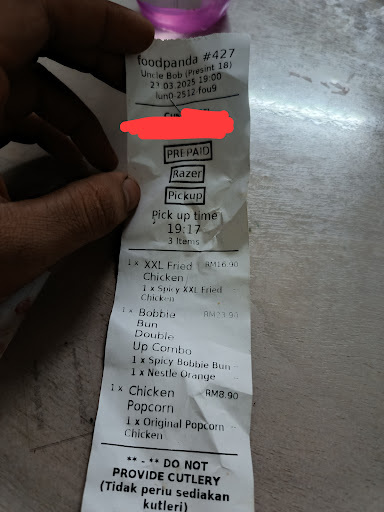 foodpanda #427
Uncle Bob (Presint 18)
.03.2025 19:00
PREPAID
Razer
Pickup
Pick up time
19:17
3 Items
1 x XXL Fried RM16.90
Chicken
1 x Spicy XXL Fried
Chicken
1 x Bobbie
Bun
Double
Up Combo
1 x Spicy Bobbie Bun
1 x Nestle Orange
1 x Chicken RM8.90
Popcorn
1 x Original Popcorn
Chicken
** - ** DO NOT
PROVIDE CUTLERY
(Tidak perlu sediakan
kutleri)